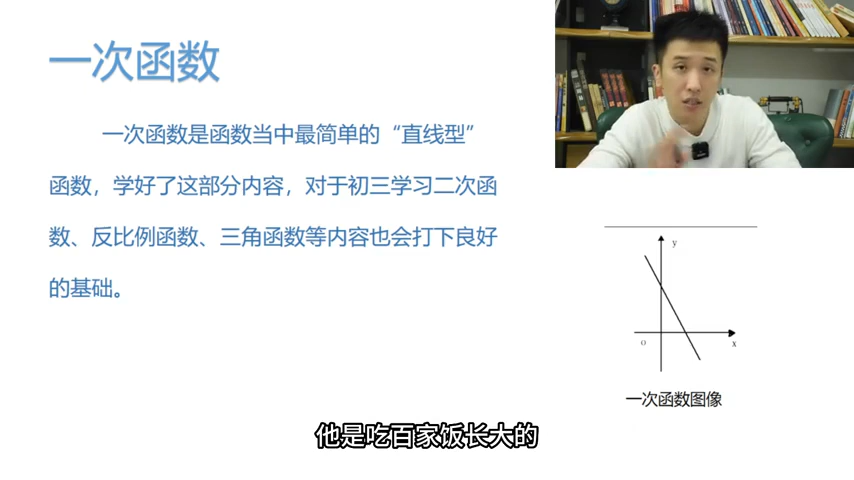 一次函数
一次函数是函数当中最简单的“直线型”
函数，学好了这部分内容，对于初三学习二次函
数、反比例函数、三角函数等内容也会打下良好
的基础。
y
O
x
一次函数图像
他是吃百家饭长大的